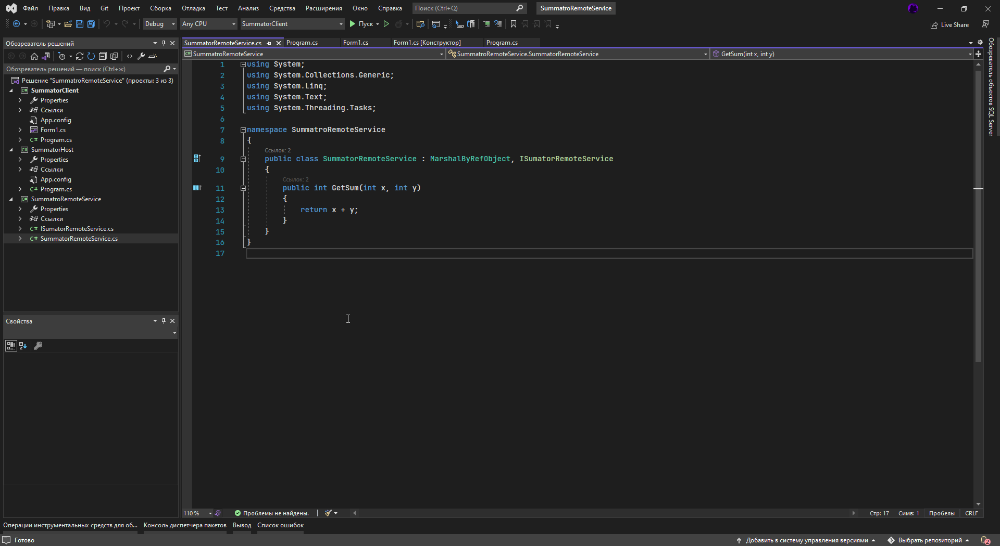 Файл Правка Вид Git Проект Сборка Отладка Тест Анализ Средства Расширения Окно Справка Поиск (Ctrl+Q) SummatroRemoteService
Debug Any CPU SummatorClient Пуск Live Share
Обозреватель решений
Обозреватель решений — поиск (Ctrl+ж)
Решение "SummatroRemoteService" (проекты: 3 из 3)
SummatorClient
Properties
Ссылки
App.config
Form1.cs
C# Program.cs
SummatorHost
Properties
Ссылки
App.config
C# Program.cs
SummatroRemoteService
Properties
Ссылки
C# ISumatorRemoteService.cs
C# SummatorRemoteService.cs
Свойства
SummatorRemoteService.cs Program.cs Form1.cs Form1.cs [Конструктор] Program.cs
SummatroRemoteService SummatroRemoteService.SummatorRemoteService GetSum(int x, int y)
1 using System;
2 using System.Collections.Generic;
3 using System.Linq;
4 using System.Text;
5 using System.Threading.Tasks;
6
7 namespace SummatroRemoteService
8 {
Ссылок: 2
9 public class SummatorRemoteService : MarshalByRefObject, ISumatorRemoteService
10 {
Ссылок: 2
11 public int GetSum(int x, int y)
12 {
13 return x + y;
14 }
15 }
16 }
17
Обозреватель объектов SQL Server
110 % Проблемы не найдены. Стр: 17 Симв: 1 Пробелы CRLF
Операции инструментальных средств для об... Консоль диспетчера пакетов Вывод Список ошибок
Готово Добавить в систему управления версиями Выбрать репозиторий 2